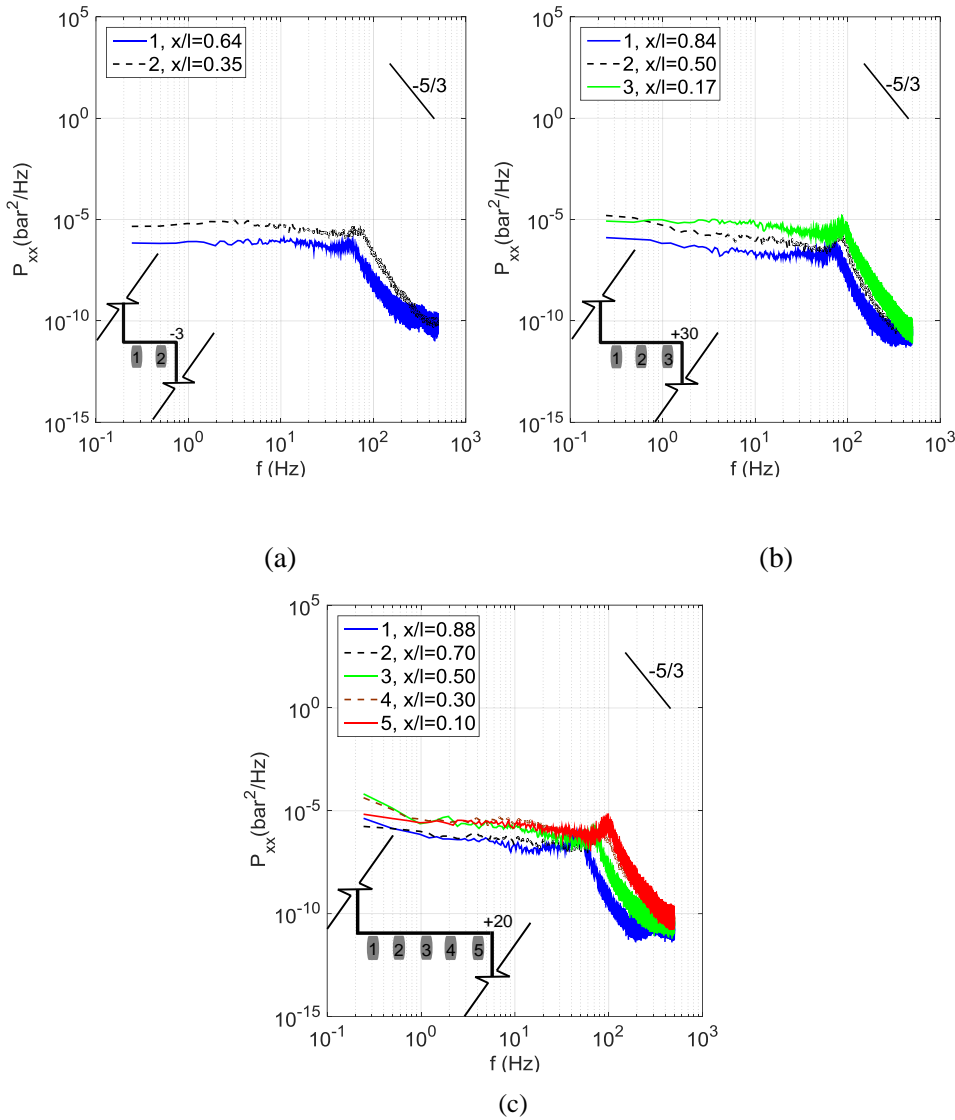 10^5
10^0
10^-5
10^-10
10^-15
P_xx(bar^2/Hz)
1, x/l=0.64
2, x/l=0.35
-5/3
-3
1 2
10^-1 10^0 10^1 10^2 10^3
f (Hz)
(a)
10^5
10^0
10^-5
10^-10
10^-15
P_xx(bar^2/Hz)
1, x/l=0.84
2, x/l=0.50
3, x/l=0.17
-5/3
+30
1 2 3
10^-1 10^0 10^1 10^2 10^3
f (Hz)
(b)
10^5
10^0
10^-5
10^-10
10^-15
P_xx(bar^2/Hz)
1, x/l=0.88
2, x/l=0.70
3, x/l=0.50
4, x/l=0.30
5, x/l=0.10
-5/3
+20
1 2 3 4 5
10^-1 10^0 10^1 10^2 10^3
f (Hz)
(c)